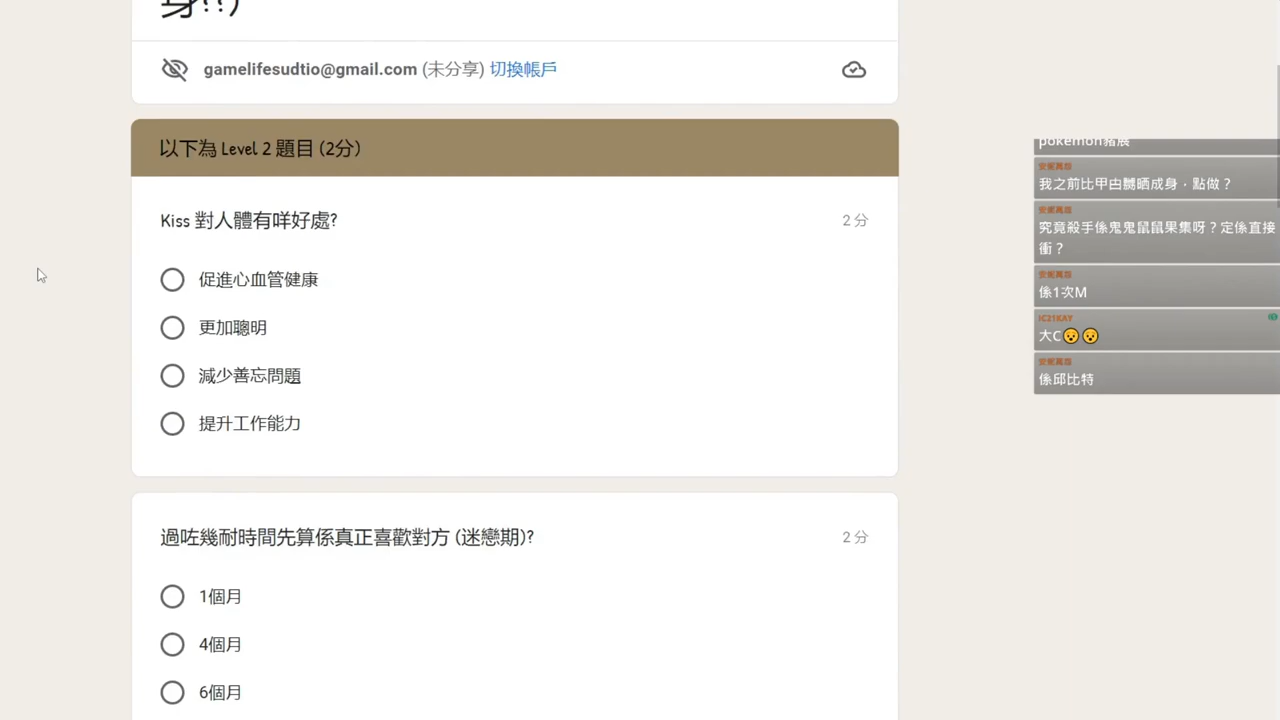 身!!)
gamelifesudtio@gmail.com (未分享) 切換帳戶
以下為 Level 2 題目 (2分)
Kiss 對人體有咩好處?
2 分
促進心血管健康
更加聰明
減少善忘問題
提升工作能力
過咗幾耐時間先算係真正喜歡對方 (迷戀期)?
2 分
1個月
4個月
6個月
pokemon豬展
我之前比甲由嬲晒成身，點做？
究竟殺手係鬼鬼鼠鼠果集呀？定係直接
衝？
係1次M
iC21KAY
大C😯😯
係邱比特